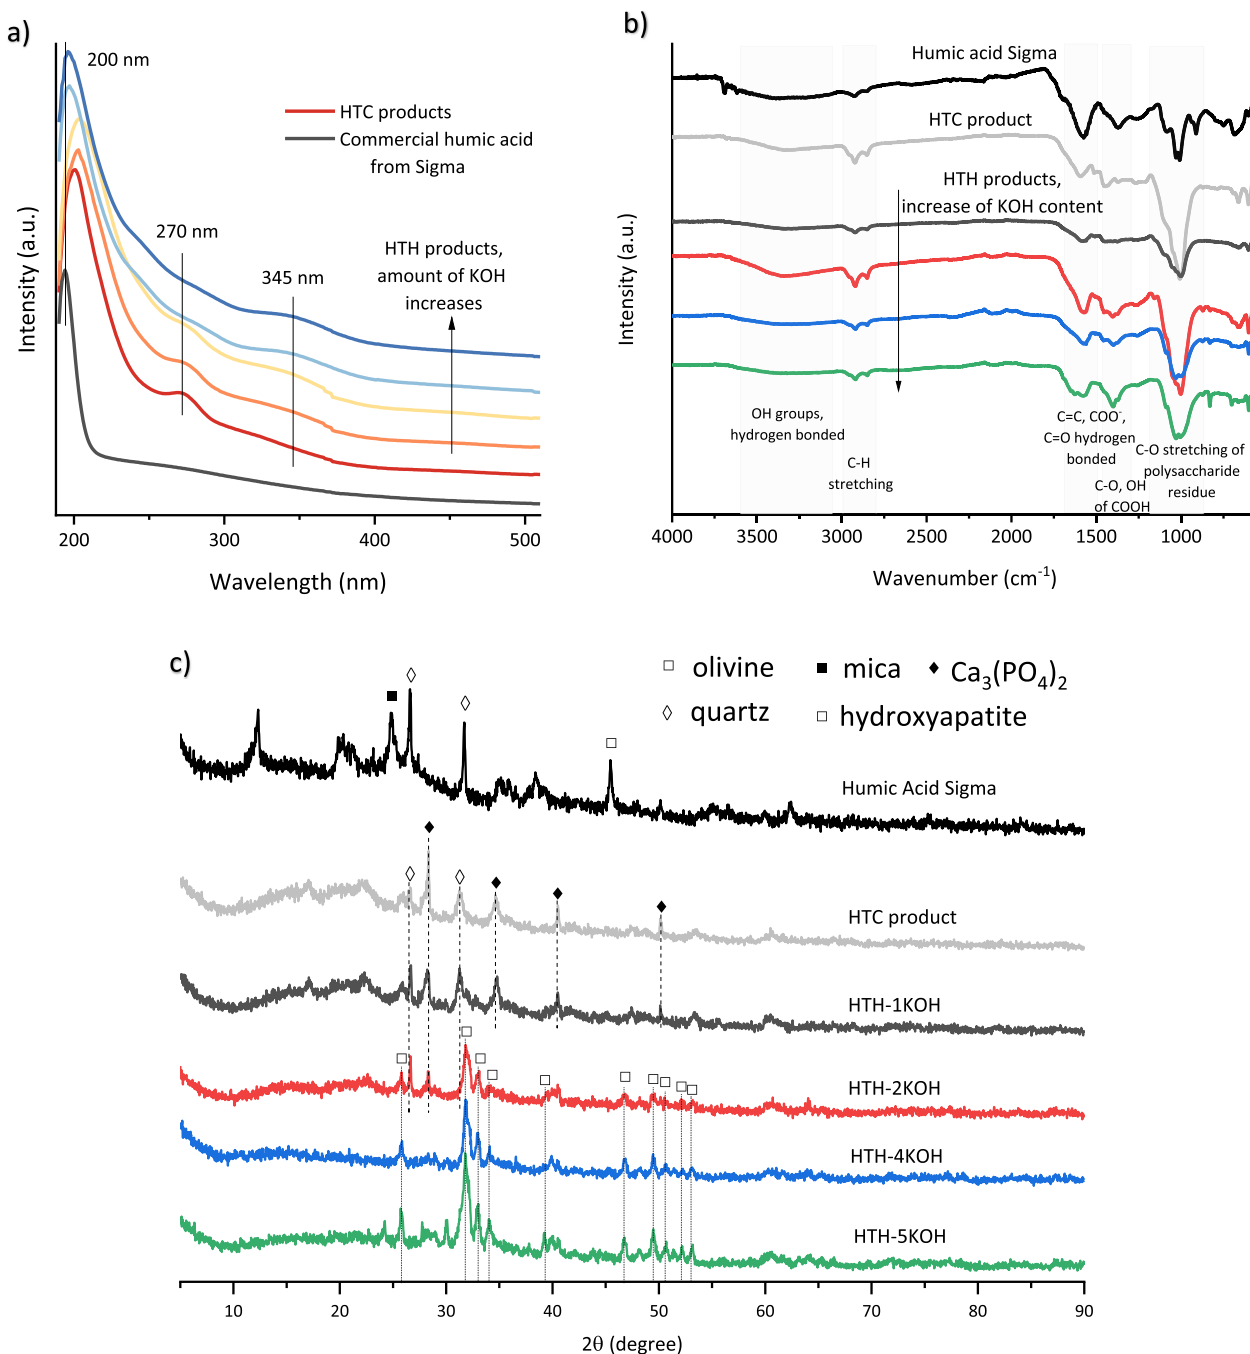 a)
200 nm
HTC products
Commercial humic acid
from Sigma
270 nm
345 nm
HTH products,
amount of KOH
increases
Intensity (a.u.)
200
300
400
500
Wavelength (nm)
b)
Humic acid Sigma
HTC product
HTH products,
increase of KOH content
OH groups,
hydrogen bonded
C-H
stretching
C=C, COO⁻,
C=O hydrogen
bonded
C-O, OH
of COOH
C-O stretching of
polysaccharide
residue
Intensity (a.u.)
4000
3500
3000
2500
2000
1500
1000
Wavenumber (cm⁻¹)
c)
□ olivine
■ mica
◆ Ca₃(PO₄)₂
◇ quartz
□ hydroxyapatite
Humic Acid Sigma
HTC product
HTH-1KOH
HTH-2KOH
HTH-4KOH
HTH-5KOH
10
20
30
40
50
60
70
80
90
2θ (degree)